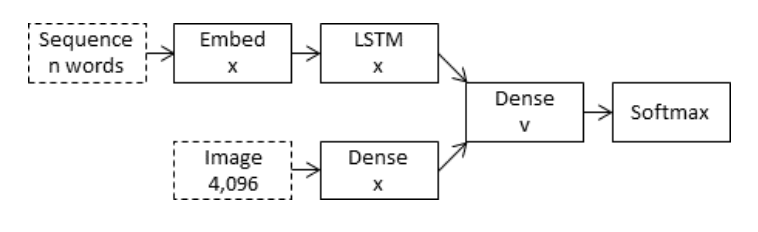 Sequence
n words
Embed
x
LSTM
x
Dense
v
Softmax
Image
4,096
Dense
x